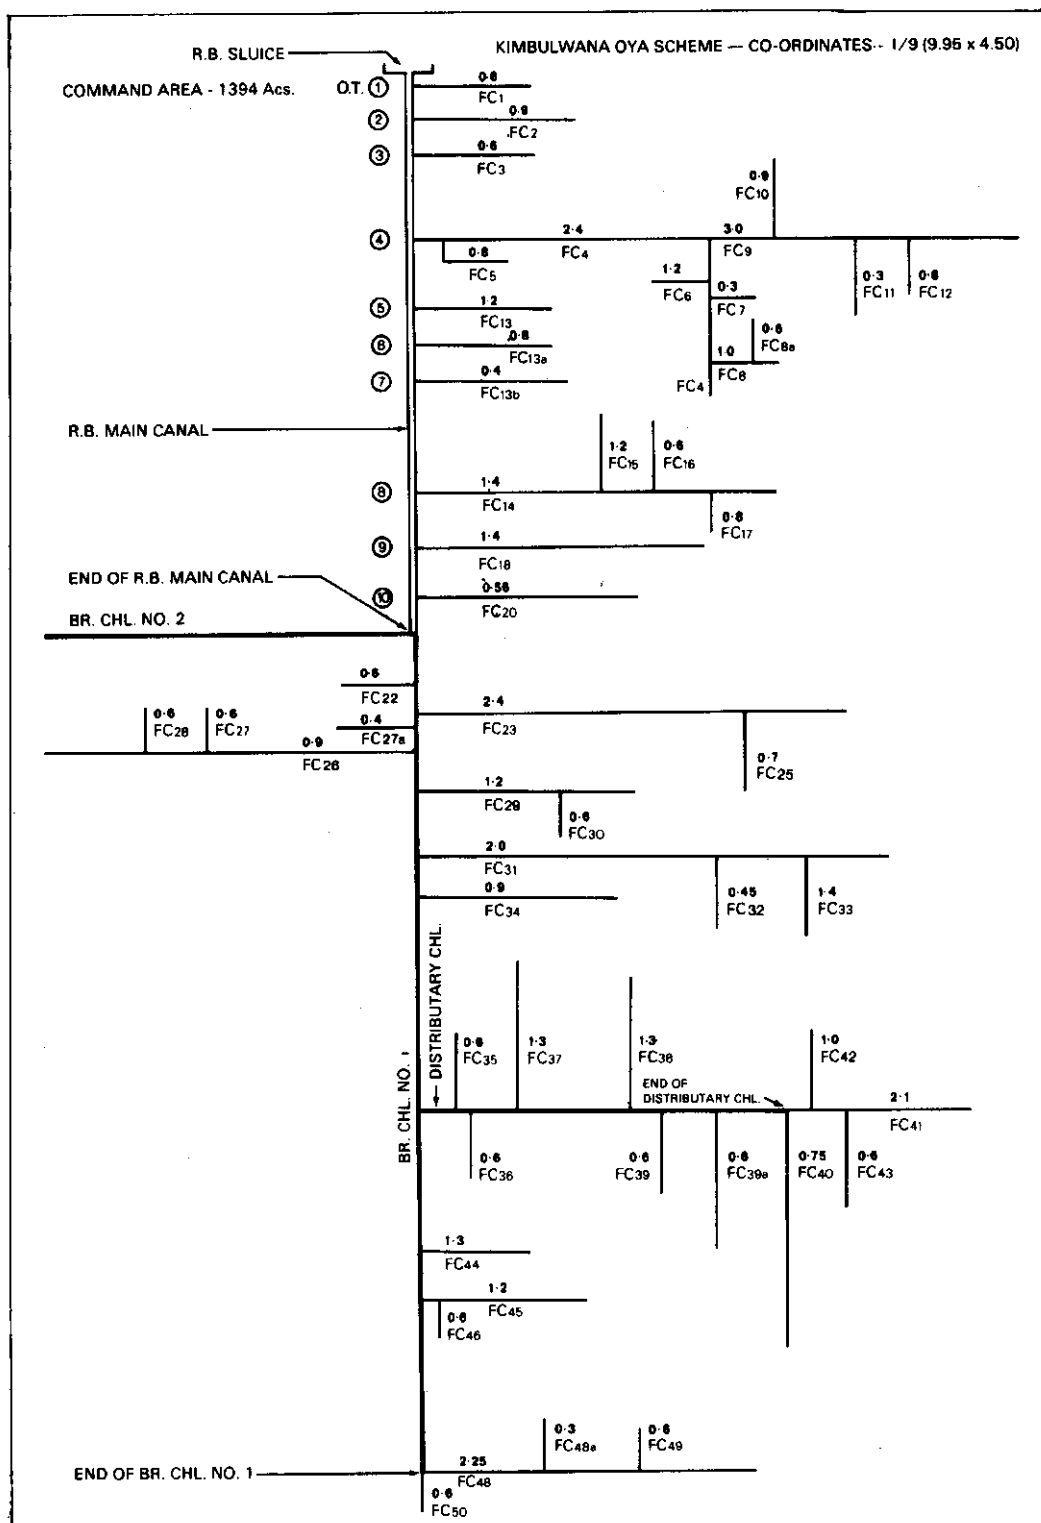 R.B. SLUICE
KIMBULWANA OYA SCHEME — CO-ORDINATES-- 1/9 (9.95 x 4.50)
COMMAND AREA - 1394 Acs.
O.T. 1
0·6
FC1
2
0·9
FC2
3
0·6
FC3
0·9
FC10
4
2·4
FC4
3·0
FC9
0·6
FC5
1·2
FC6
0·3
FC7
0·3
FC11
0·6
FC12
5
1·2
FC13
6
0·8
FC13a
0·6
FC8a
1·0
FC8
7
0·4
FC13b
FC4
R.B. MAIN CANAL
1·2
FC15
0·6
FC16
8
1·4
FC14
0·8
FC17
9
1·4
FC18
END OF R.B. MAIN CANAL
10
0·56
FC20
BR. CHL. NO. 2
0·6
FC22
2·4
FC23
0·6
FC28
0·6
FC27
0·4
FC27a
0·9
FC26
0·7
FC25
1·2
FC29
0·6
FC30
2·0
FC31
0·9
FC34
0·45
FC32
1·4
FC33
DISTRIBUTARY CHL.
BR. CHL. NO. 1
0·6
FC35
1·3
FC37
1·3
FC38
1·0
FC42
END OF
DISTRIBUTARY CHL.
2·1
FC41
0·6
FC36
0·6
FC39
0·6
FC39a
0·75
FC40
0·6
FC43
1·3
FC44
1·2
FC45
0·6
FC46
0·3
FC48a
0·6
FC49
END OF BR. CHL. NO. 1
2·25
FC48
0·6
FC50